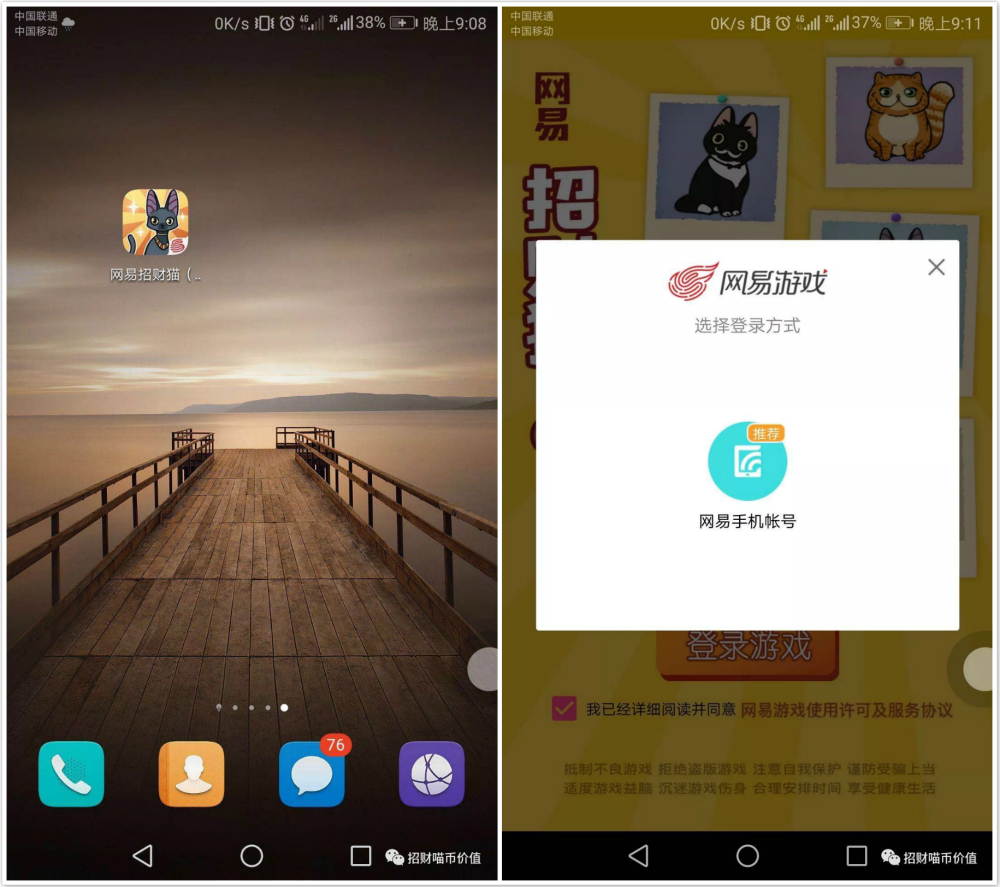 中国联通
中国移动
0K/s 4G 2G 38% 晚上9:08
网易招财猫（..
76
招财喵币价值
中国联通
中国移动
0K/s 4G 2G 37% 晚上9:11
网易
招
网易游戏
选择登录方式
推荐
网易手机帐号
登录游戏
我已经详细阅读并同意 网易游戏使用许可及服务协议
抵制不良游戏 拒绝盗版游戏 注意自我保护 谨防受骗上当
适度游戏益脑 沉迷游戏伤身 合理安排时间 享受健康生活
招财喵币价值